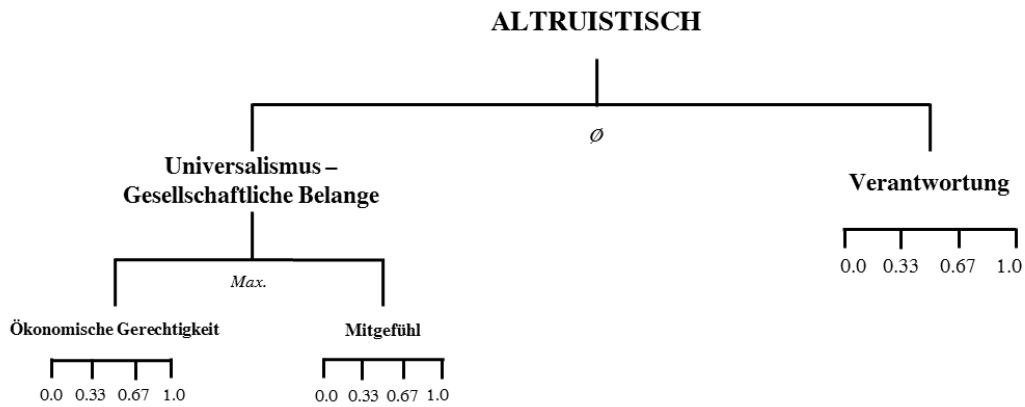 ALTRUISTISCH
Ø
Universalismus –
Gesellschaftliche Belange
Verantwortung
0.0 0.33 0.67 1.0
Max.
Ökonomische Gerechtigkeit
0.0 0.33 0.67 1.0
Mitgefühl
0.0 0.33 0.67 1.0